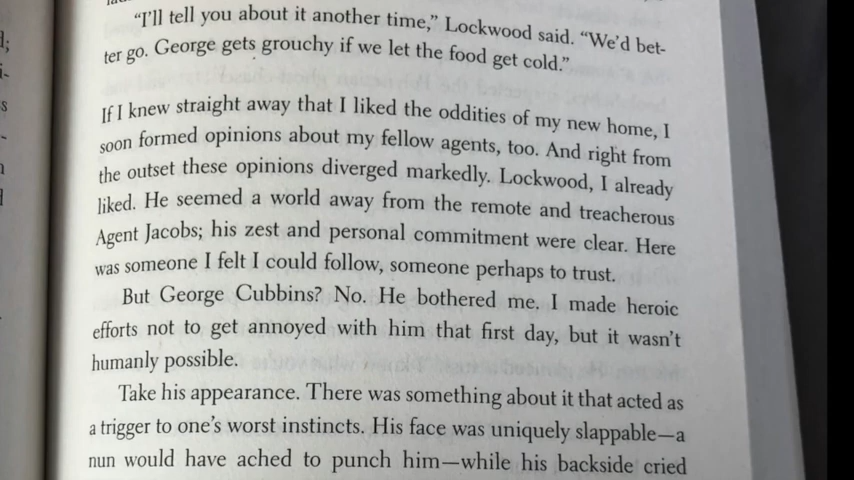 "I'll tell you about it another time," Lockwood said. "We'd bet-
ter go. George gets grouchy if we let the food get cold."
If I knew straight away that I liked the oddities of my new home, I
soon formed opinions about my fellow agents, too. And right from
the outset these opinions diverged markedly. Lockwood, I already
liked. He seemed a world away from the remote and treacherous
Agent Jacobs; his zest and personal commitment were clear. Here
was someone I felt I could follow, someone perhaps to trust.
But George Cubbins? No. He bothered me. I made heroic
efforts not to get annoyed with him that first day, but it wasn't
humanly possible.
Take his appearance. There was something about it that acted as
a trigger to one's worst instincts. His face was uniquely slappable—a
nun would have ached to punch him—while his backside cried